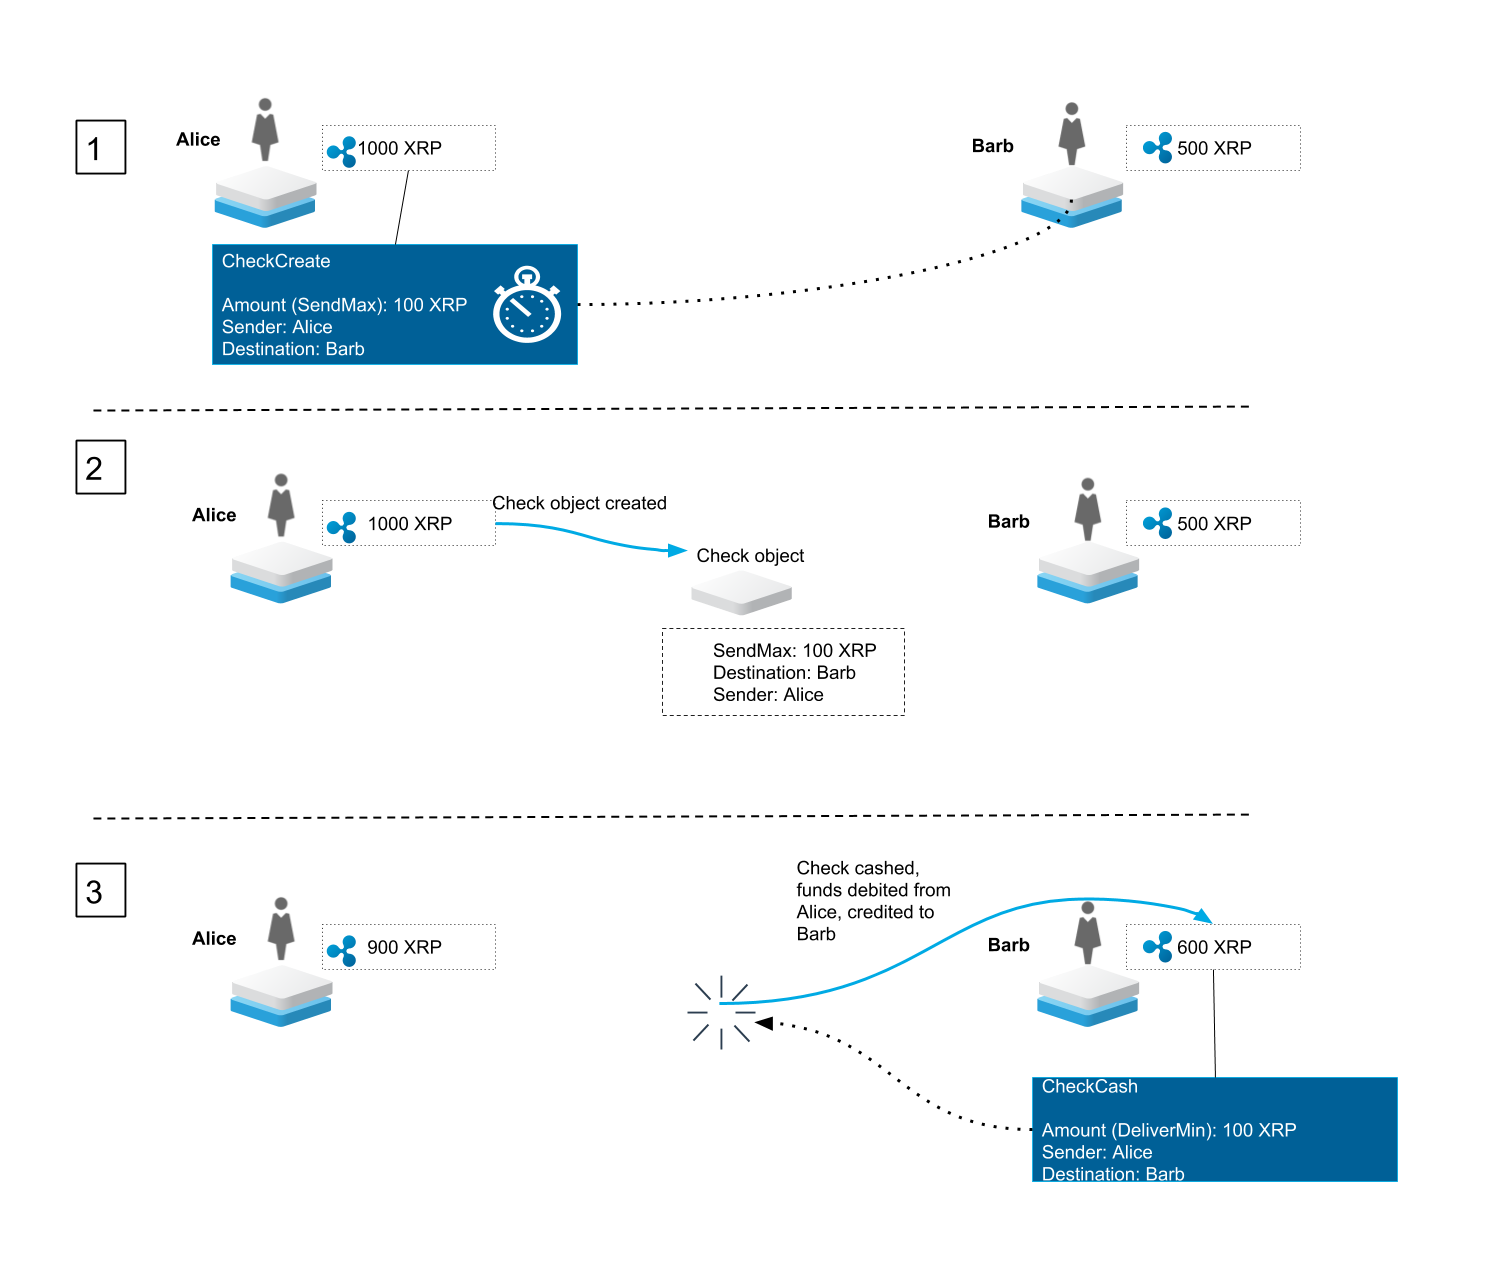 1
Alice
1000 XRP
Barb
500 XRP
CheckCreate
Amount (SendMax): 100 XRP
Sender: Alice
Destination: Barb
2
Alice
1000 XRP
Check object created
Check object
SendMax: 100 XRP
Destination: Barb
Sender: Alice
Barb
500 XRP
3
Alice
900 XRP
Check cashed,
funds debited from
Alice, credited to
Barb
Barb
600 XRP
CheckCash
Amount (DeliverMin): 100 XRP
Sender: Alice
Destination: Barb